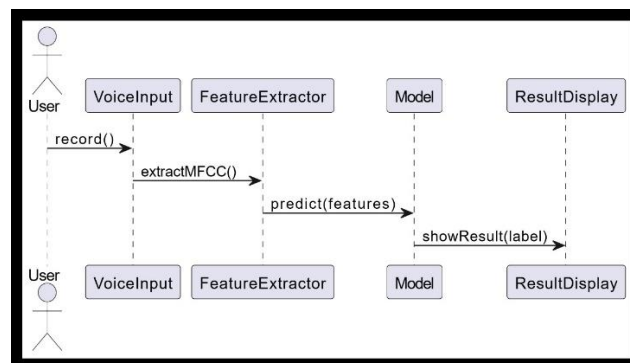 User
VoiceInput
FeatureExtractor
Model
ResultDisplay
record()
extractMFCC()
predict(features)
showResult(label)
User
VoiceInput
FeatureExtractor
Model
ResultDisplay